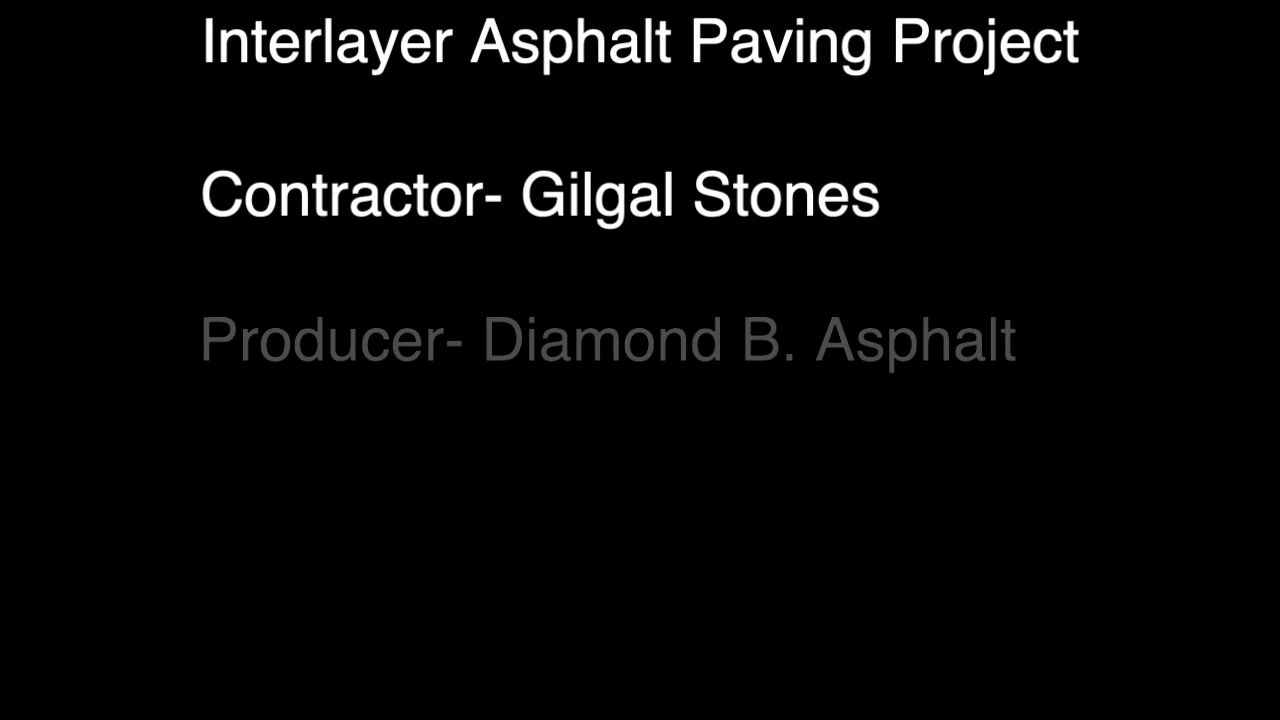 Interlayer Asphalt Paving Project
Contractor- Gilgal Stones
Producer- Diamond B. Asphalt